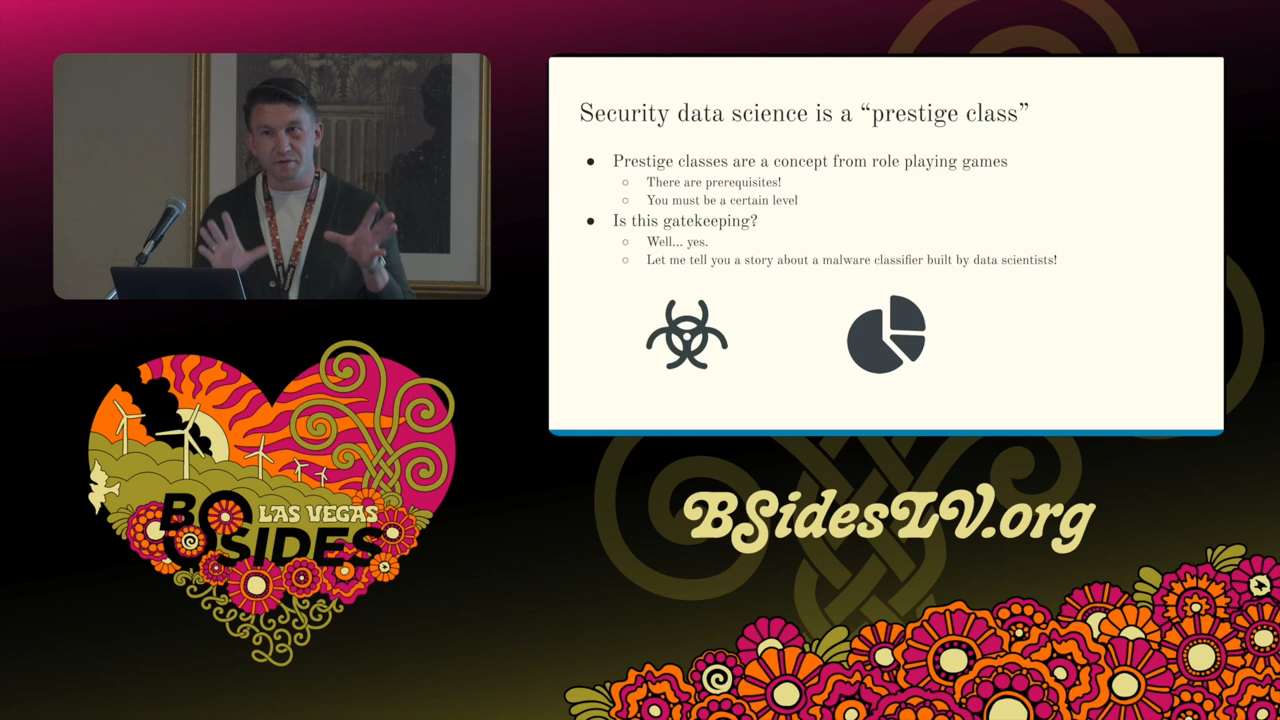 Security data science is a “prestige class”
● Prestige classes are a concept from role playing games
○ There are prerequisites!
○ You must be a certain level
● Is this gatekeeping?
○ Well... yes.
○ Let me tell you a story about a malware classifier built by data scientists!
LAS VEGAS
BSIDES
23
BSidesLV.org